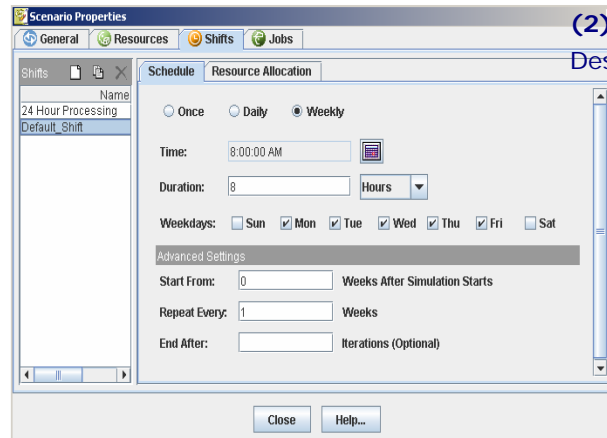 Scenario Properties
(2)
Des
General Resources Shifts Jobs
Shifts
Name
24 Hour Processing
Default_Shift
Schedule Resource Allocation
Once Daily Weekly
Time: 8:00:00 AM
Duration: 8 Hours
Weekdays: Sun Mon Tue Wed Thu Fri Sat
Advanced Settings
Start From: 0 Weeks After Simulation Starts
Repeat Every: 1 Weeks
End After: Iterations (Optional)
Close Help...